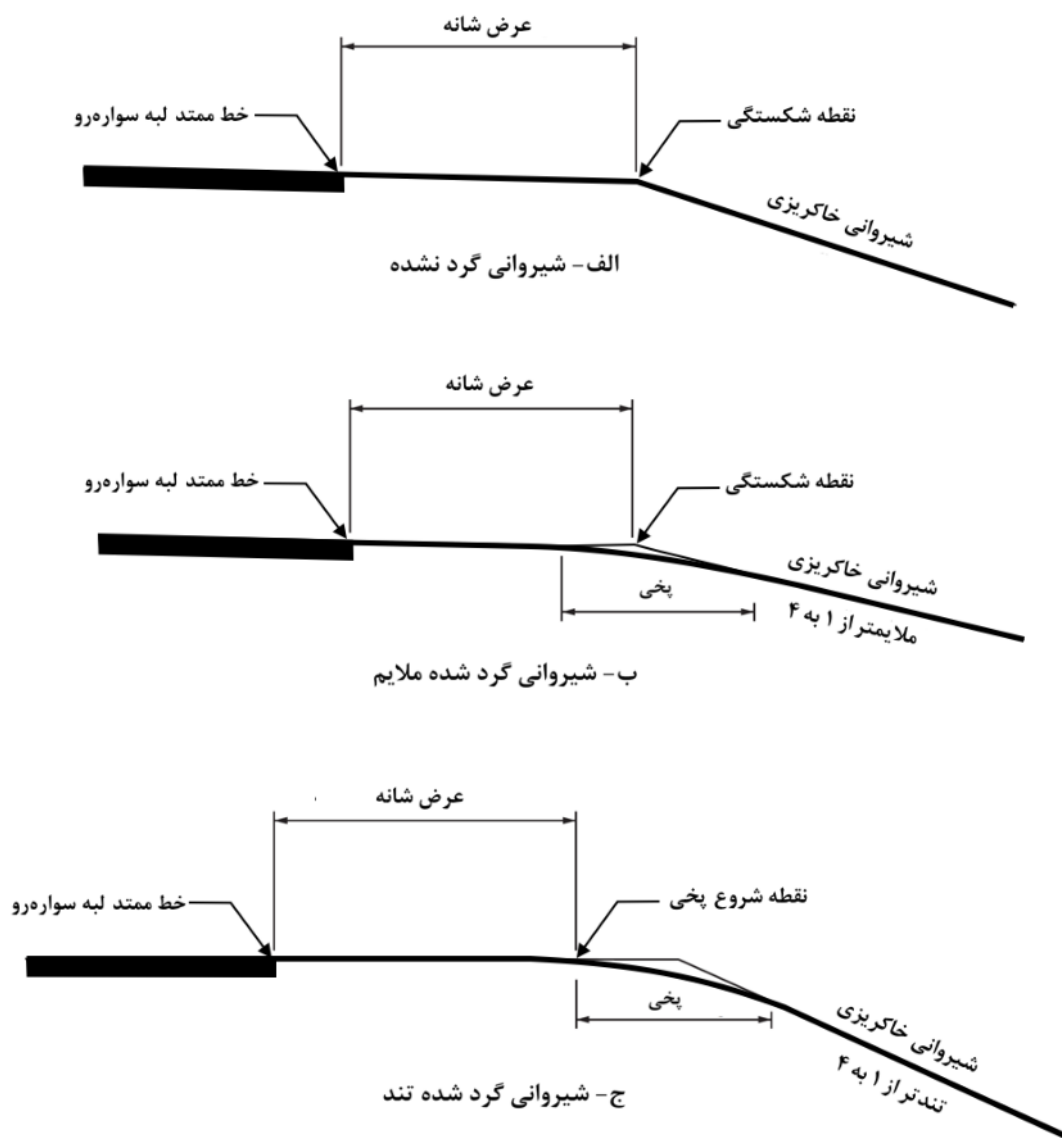 عرض شانه
خط ممتد لبه سواره‌رو
نقطه شکستگی
شیروانی خاکریزی
الف- شیروانی گرد نشده
عرض شانه
خط ممتد لبه سواره‌رو
نقطه شکستگی
شیروانی خاکریزی
ملایمتر از ۱ به ۴
پخی
ب- شیروانی گرد شده ملایم
عرض شانه
خط ممتد لبه سواره‌رو
نقطه شروع پخی
پخی
شیروانی خاکریزی
تندتر از ۱ به ۴
ج- شیروانی گرد شده تند